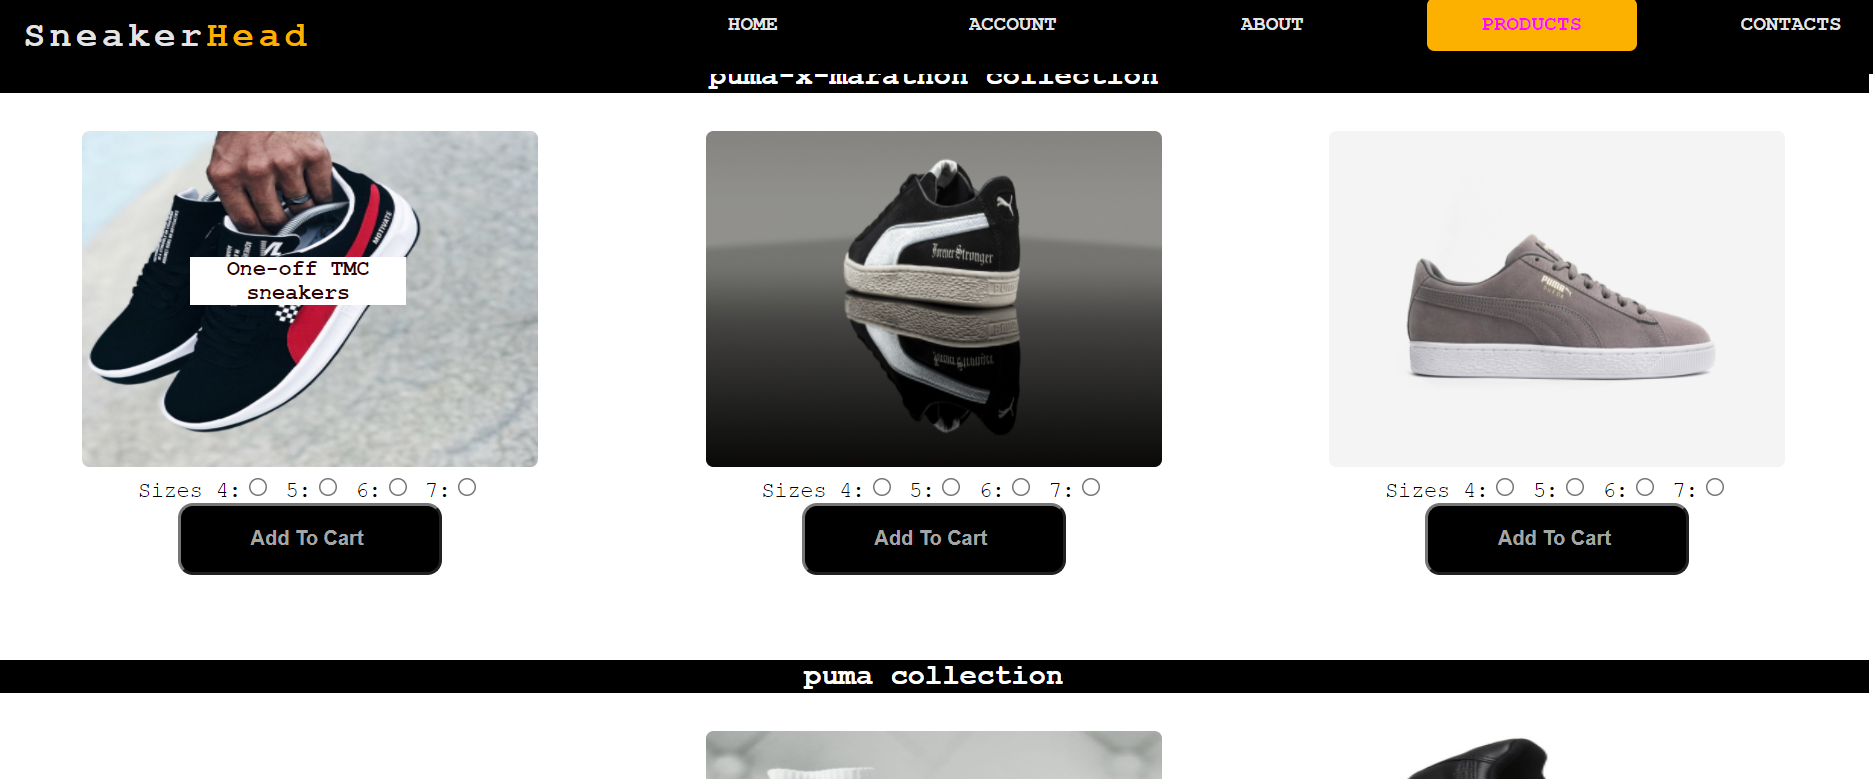 SneakerHead
HOME ACCOUNT ABOUT PRODUCTS CONTACTS
puma-x-marathon collection
MOTIVATE
One-off TMC
sneakers
Forever Stronger
PUMA
Sizes 4: 5: 6: 7:
Sizes 4: 5: 6: 7:
Sizes 4: 5: 6: 7:
Add To Cart
Add To Cart
Add To Cart
puma collection